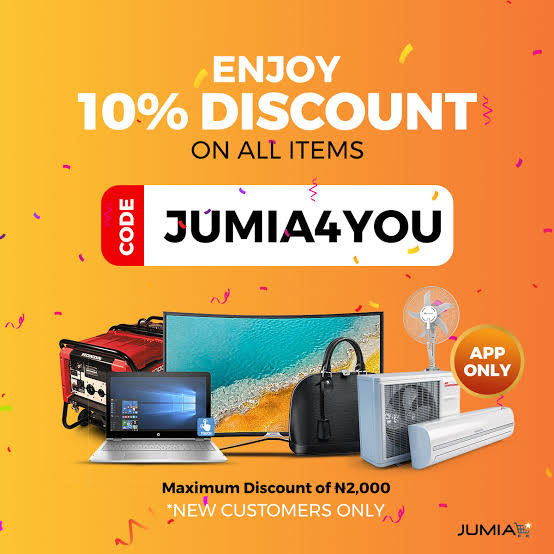 ENJOY
10% DISCOUNT
ON ALL ITEMS
CODE
JUMIA4YOU
HONDA
APP
ONLY
Maximum Discount of ₦2,000
*NEW CUSTOMERS ONLY
JUMIA